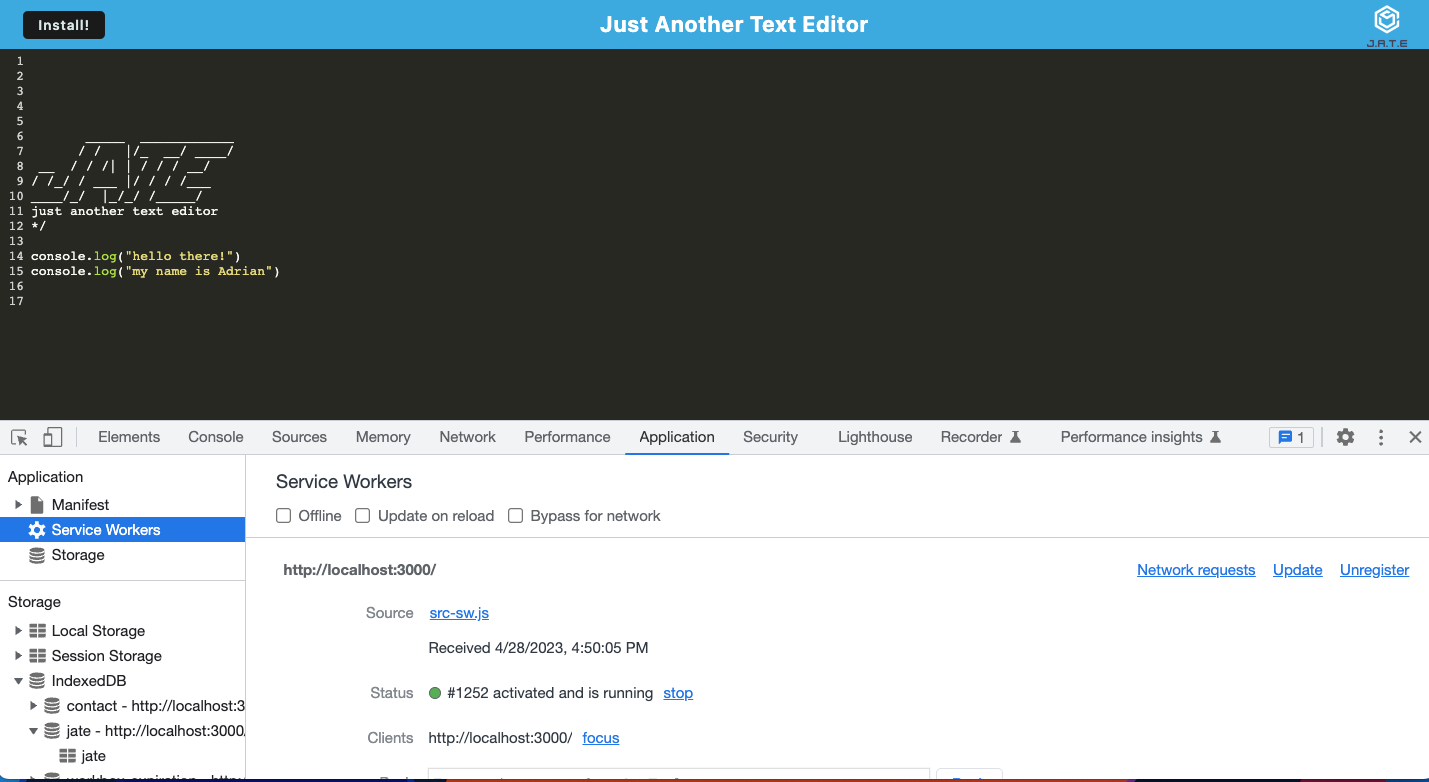 Install!
Just Another Text Editor
J.A.T.E
1
2
3
4
5
6       _____  ____________
7      / /   |/_  __/ ____/
8  __  / / /| | / / / __/
9 / /_/ / ___ |/ / / /___
10 ____/_/  |_/_/ /_____/
11 just another text editor
12 */
13
14 console.log("hello there!")
15 console.log("my name is Adrian")
16
17
Elements Console Sources Memory Network Performance Application Security Lighthouse Recorder Performance insights 1
Application
Manifest
Service Workers
Storage
Storage
Local Storage
Session Storage
IndexedDB
contact - http://localhost:3
jate - http://localhost:3000
jate
Service Workers
Offline Update on reload Bypass for network
http://localhost:3000/ Network requests Update Unregister
Source src-sw.js
Received 4/28/2023, 4:50:05 PM
Status #1252 activated and is running stop
Clients http://localhost:3000/ focus